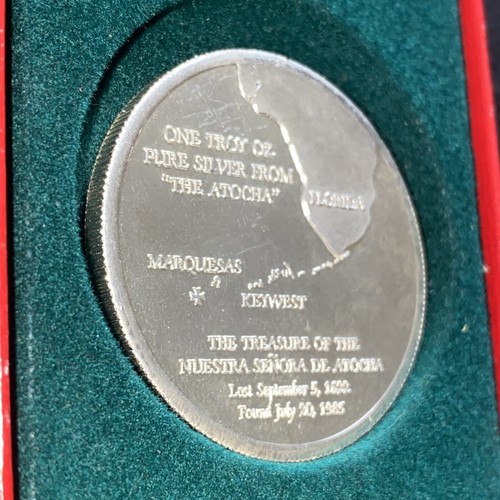 ONE TROY OZ.
PURE SILVER FROM
"THE ATOCHA"
FLORIDA
MARQUESAS
KEYWEST
THE TREASURE OF THE
NUESTRA SEÑORA DE ATOCHA
Lost September 5, 1622
Found July 20, 1985